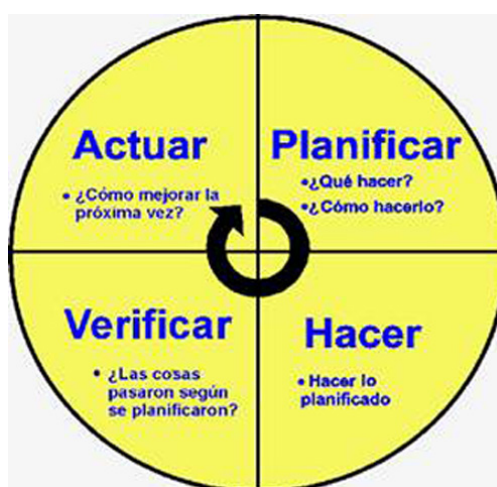 Planificar
•¿Qué hacer?
•¿Cómo hacerlo?
Hacer
• Hacer lo
planificado
Verificar
• ¿Las cosas
pasaron según
se planificaron?
Actuar
• ¿Cómo mejorar la
próxima vez?